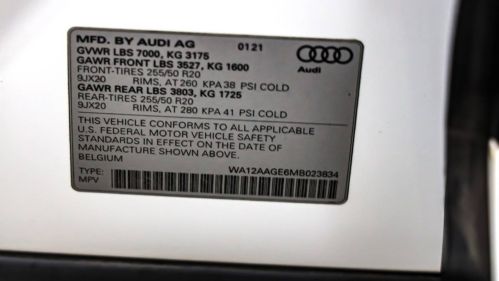 MFD. BY AUDI AG 01 21
GVWR LBS 7000, KG 3175
GAWR FRONT LBS 3527, KG 1600
FRONT-TIRES 255/50 R20
9JX20 RIMS, AT 260 KPA 38 PSI COLD
GAWR REAR LBS 3803, KG 1725
REAR-TIRES 255/50 R20
9JX20 RIMS, AT 280 KPA 41 PSI COLD
Audi
THIS VEHICLE CONFORMS TO ALL APPLICABLE
U.S. FEDERAL MOTOR VEHICLE SAFETY
STANDARDS IN EFFECT ON THE DATE OF
MANUFACTURE SHOWN ABOVE.
BELGIUM
TYPE: WA12AAGE6MB023834
MPV